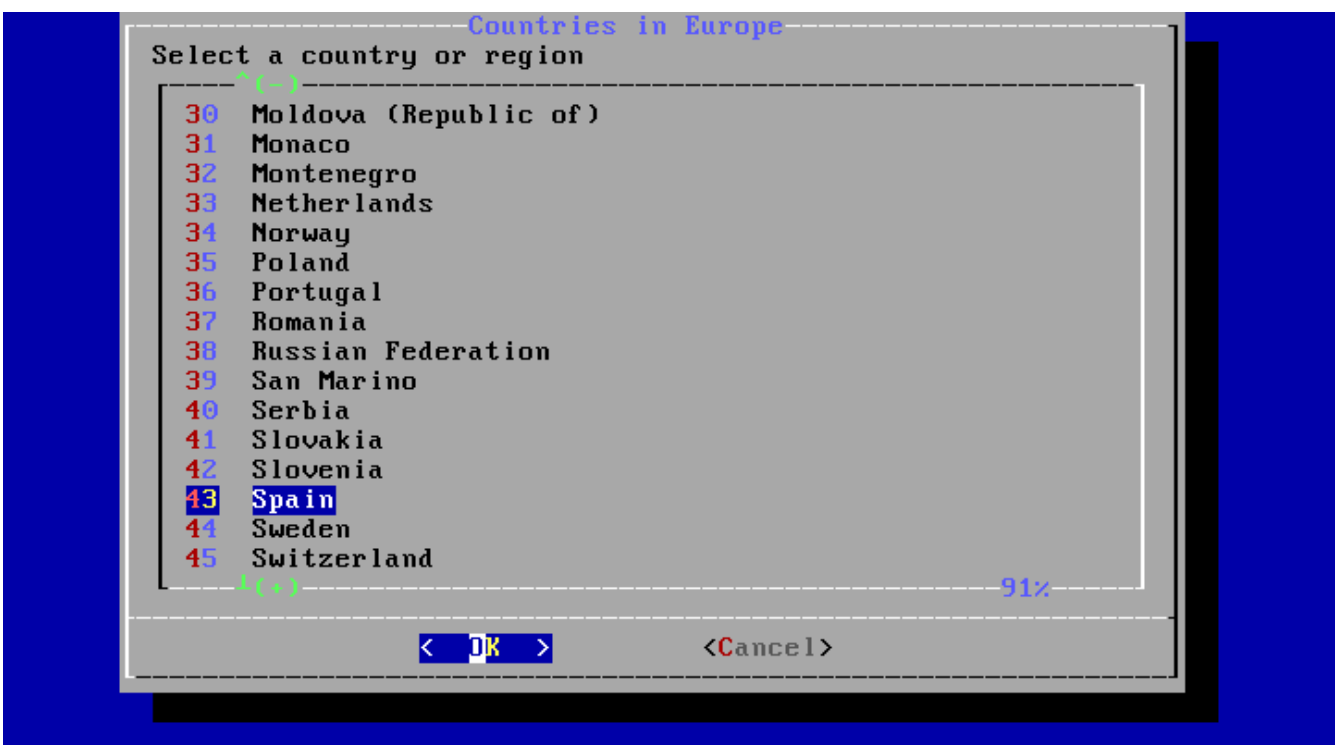 Countries in Europe
Select a country or region
^(-)
30 Moldova (Republic of)
31 Monaco
32 Montenegro
33 Netherlands
34 Norway
35 Poland
36 Portugal
37 Romania
38 Russian Federation
39 San Marino
40 Serbia
41 Slovakia
42 Slovenia
43 Spain
44 Sweden
45 Switzerland
┴(+) 91%
< OK > <Cancel>